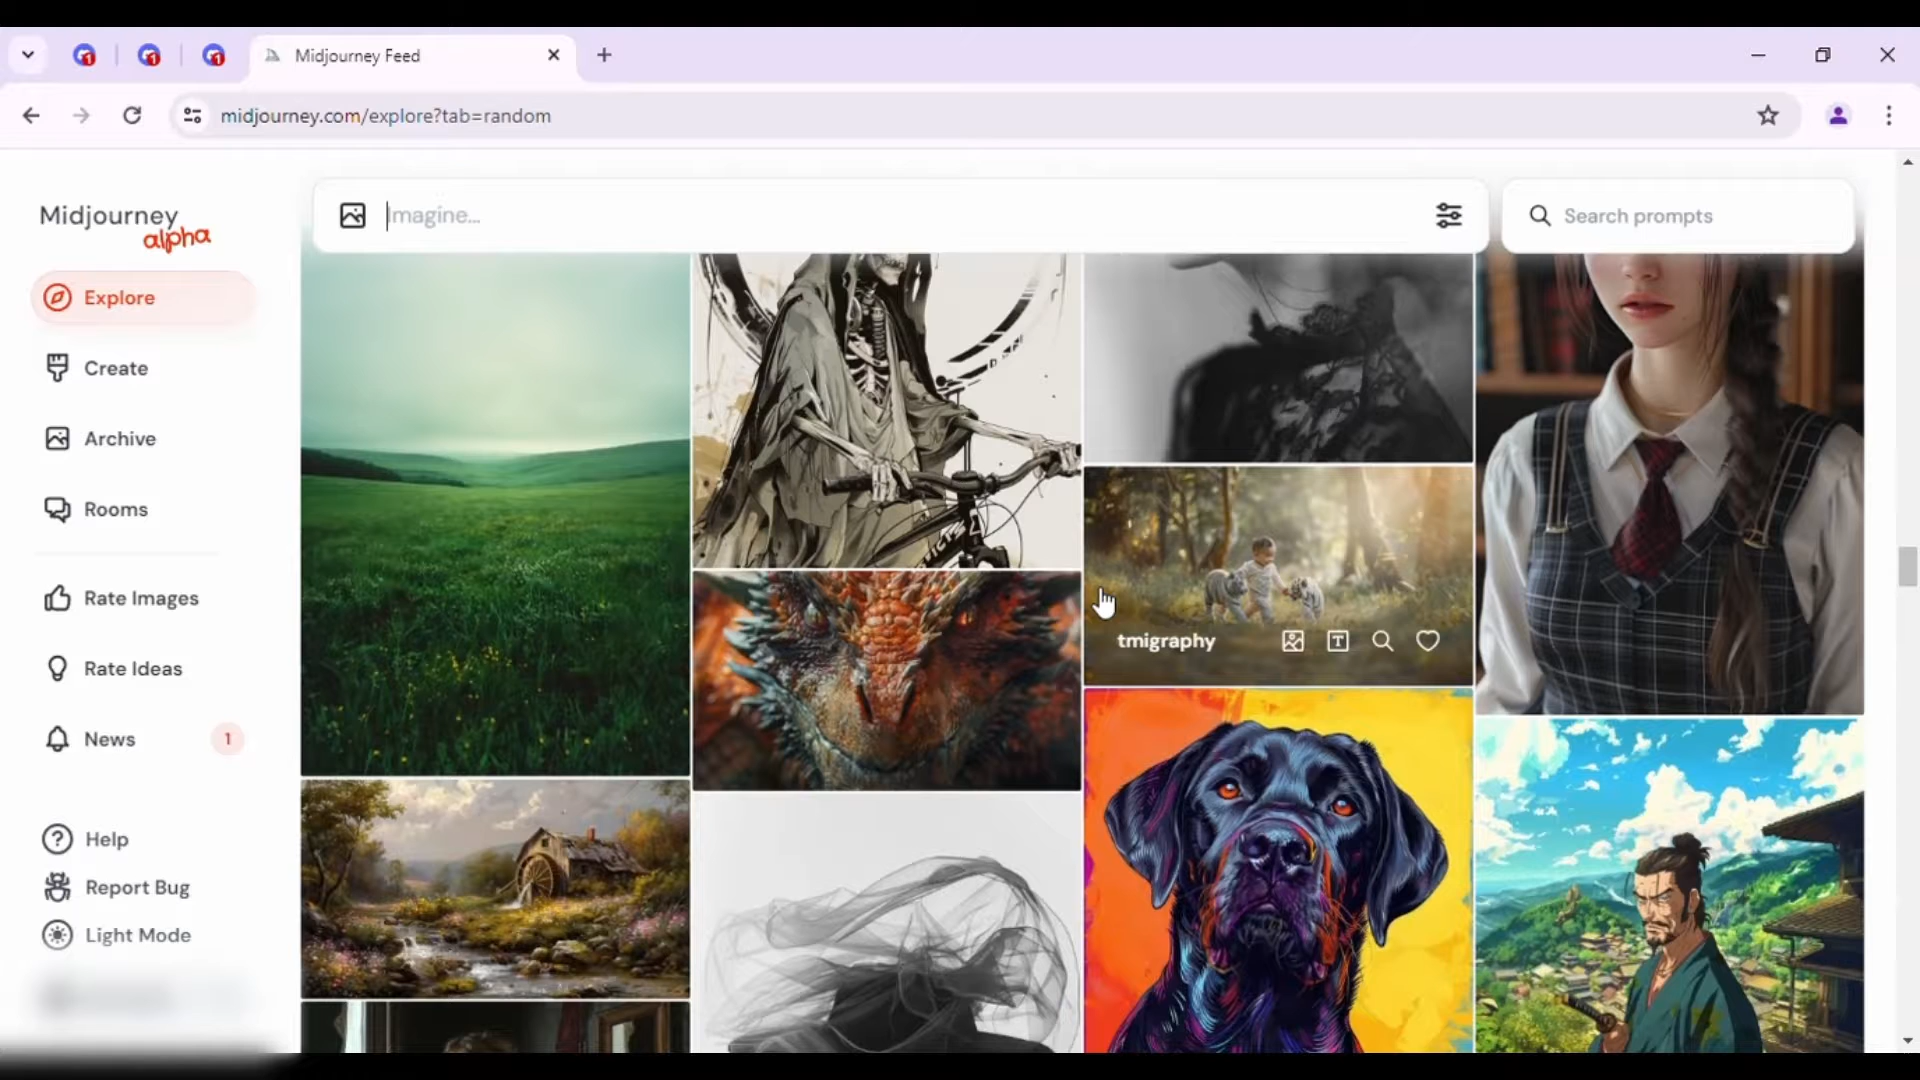 Midjourney Feed
midjourney.com/explore?tab=random
Midjourney
alpha
Imagine...
Search prompts
Explore
Create
Archive
Rooms
Rate Images
Rate Ideas
News
1
Help
Report Bug
Light Mode
tmigraphy